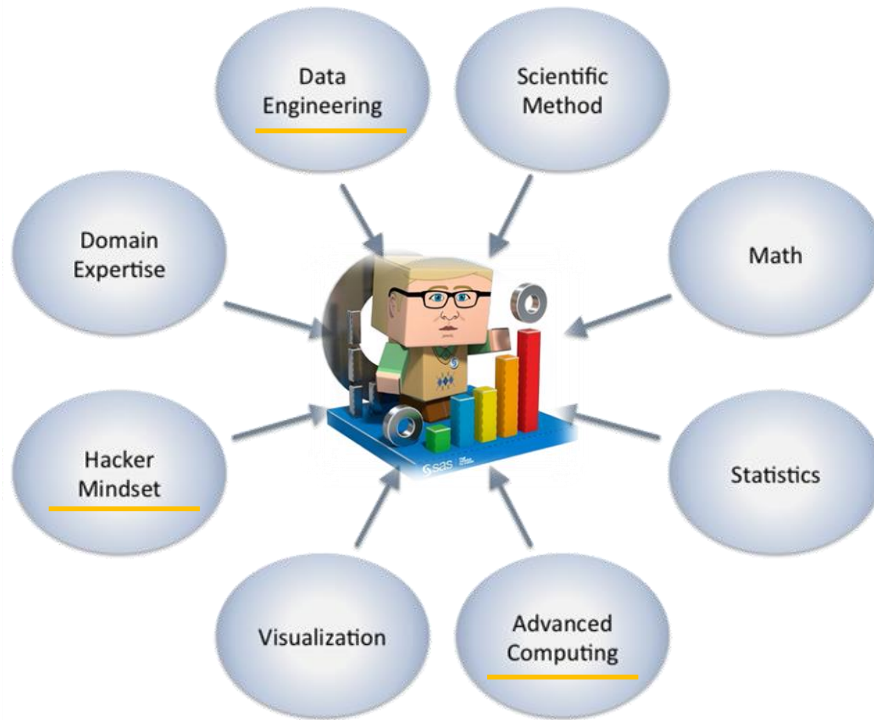 Data
Engineering
Scientific
Method
Domain
Expertise
Math
Hacker
Mindset
Statistics
Visualization
Advanced
Computing
sas